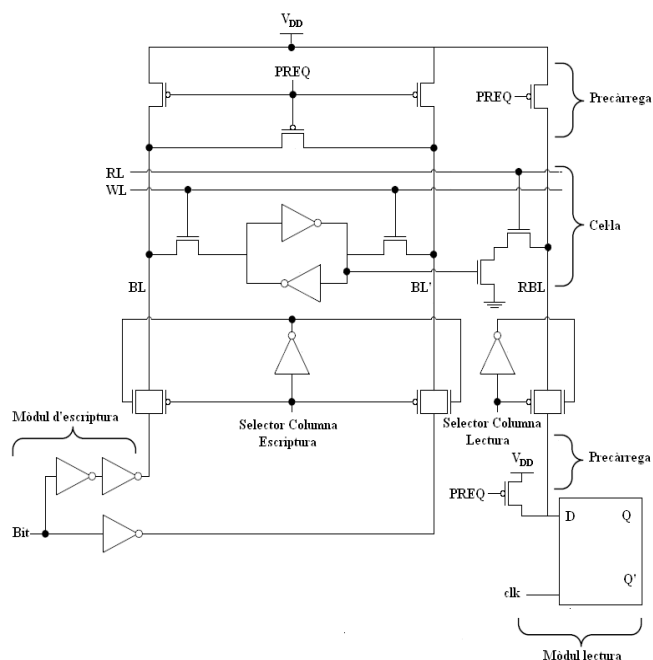 VDD
PREQ
PREQ
Precàrrega
RL
WL
Cel·la
BL
BL'
RBL
Mòdul d'escriptura
Selector Columna
Escriptura
Selector Columna
Lectura
VDD
Precàrrega
PREQ
Bit
D
Q
Q'
clk
Mòdul lectura